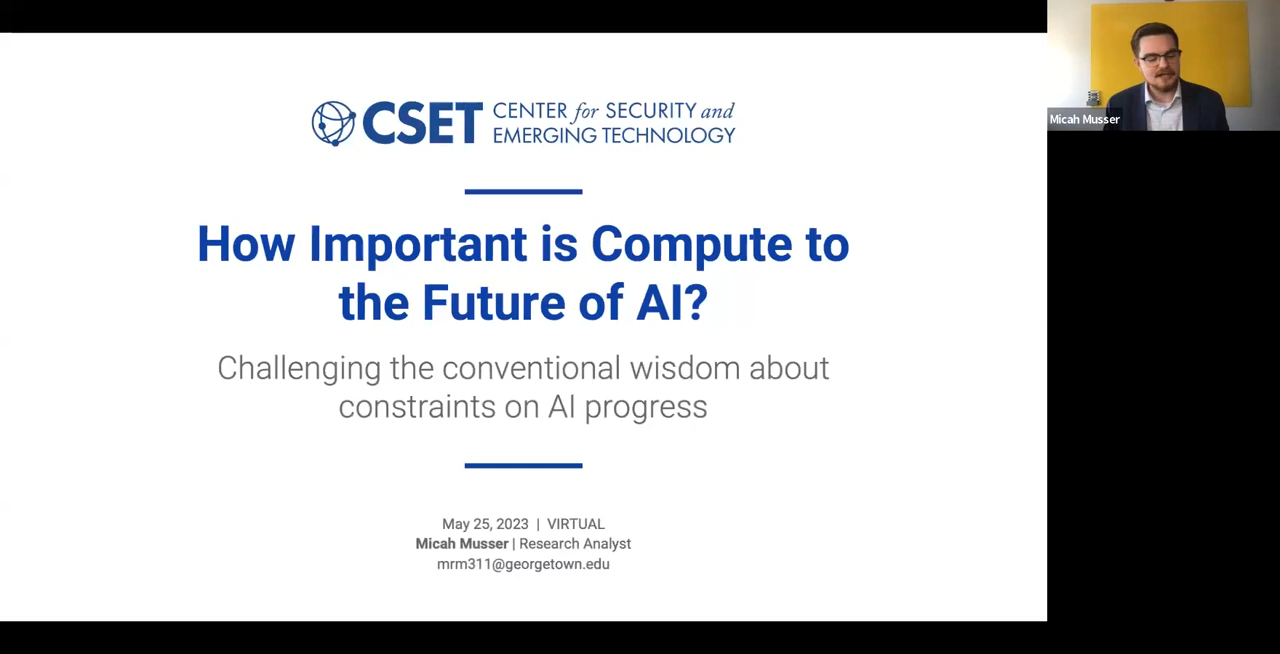 CSET CENTER for SECURITY and
EMERGING TECHNOLOGY
How Important is Compute to
the Future of AI?
Challenging the conventional wisdom about
constraints on AI progress
May 25, 2023 | VIRTUAL
Micah Musser | Research Analyst
mrm311@georgetown.edu
Micah Musser